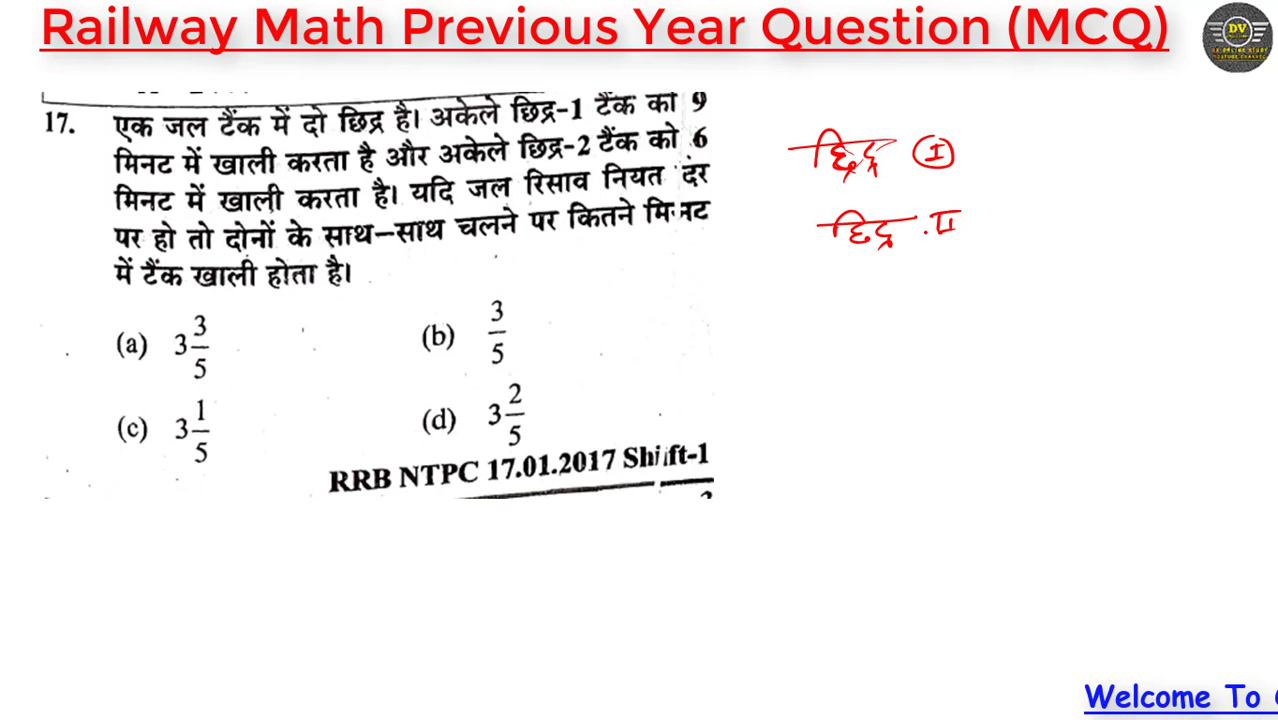 Railway Math Previous Year Question (MCQ)
DV
17. एक जल टैंक में दो छिद्र है। अकेले छिद्र-1 टैंक को 9
मिनट में खाली करता है और अकेले छिद्र-2 टैंक को 6
मिनट में खाली करता है। यदि जल रिसाव नियत दर
पर हो तो दोनों के साथ-साथ चलने पर कितने मिनट
में टैंक खाली होता है।
(a) 3 3/5 (b) 3/5
(c) 3 1/5 (d) 3 2/5
RRB NTPC 17.01.2017 Shift-1
छिद्र I
छिद्र II
Welcome To